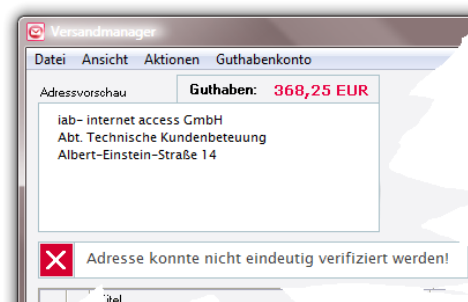 Versandmanager
Datei Ansicht Aktionen Guthabenkonto
Adressvorschau Guthaben: 368,25 EUR
iab- internet access GmbH
Abt. Technische Kundenbeteuung
Albert-Einstein-Straße 14
Adresse konnte nicht eindeutig verifiziert werden!